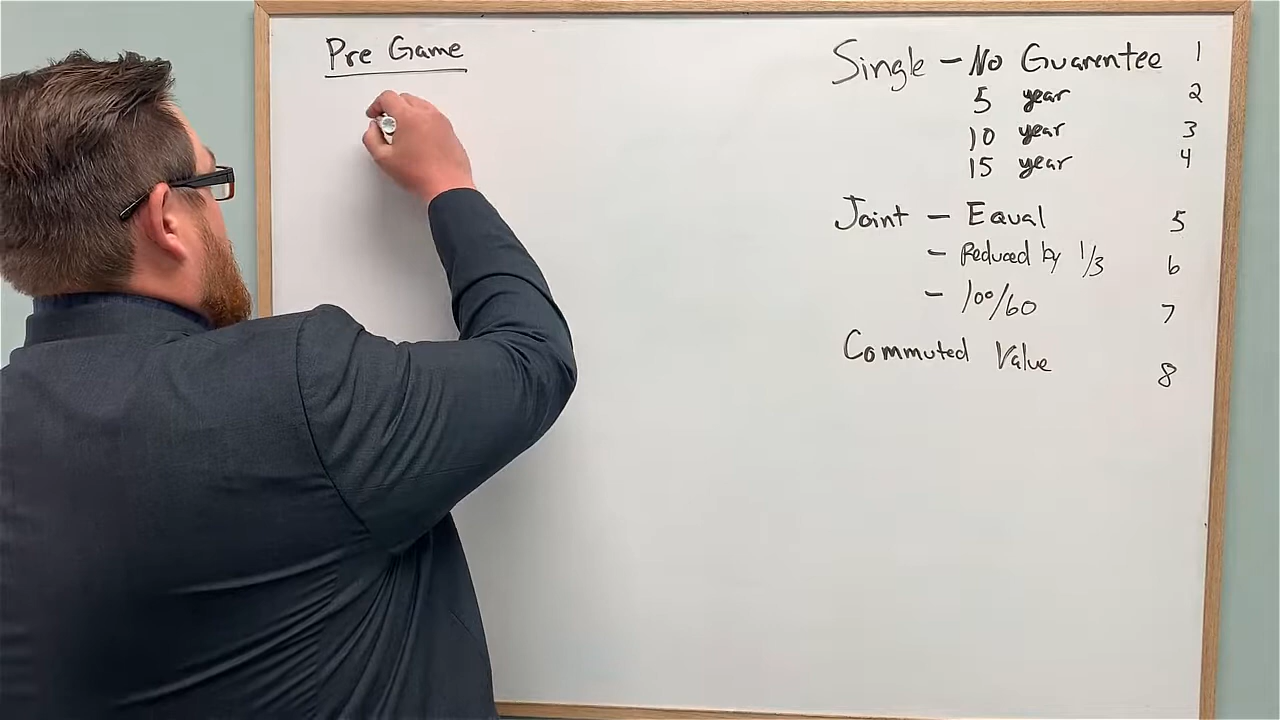 Pre Game
Single - No Guarentee 1
5 year 2
10 year 3
15 year 4
Joint - Equal 5
- Reduced by 1/3 6
- 100/60 7
Commuted Value 8